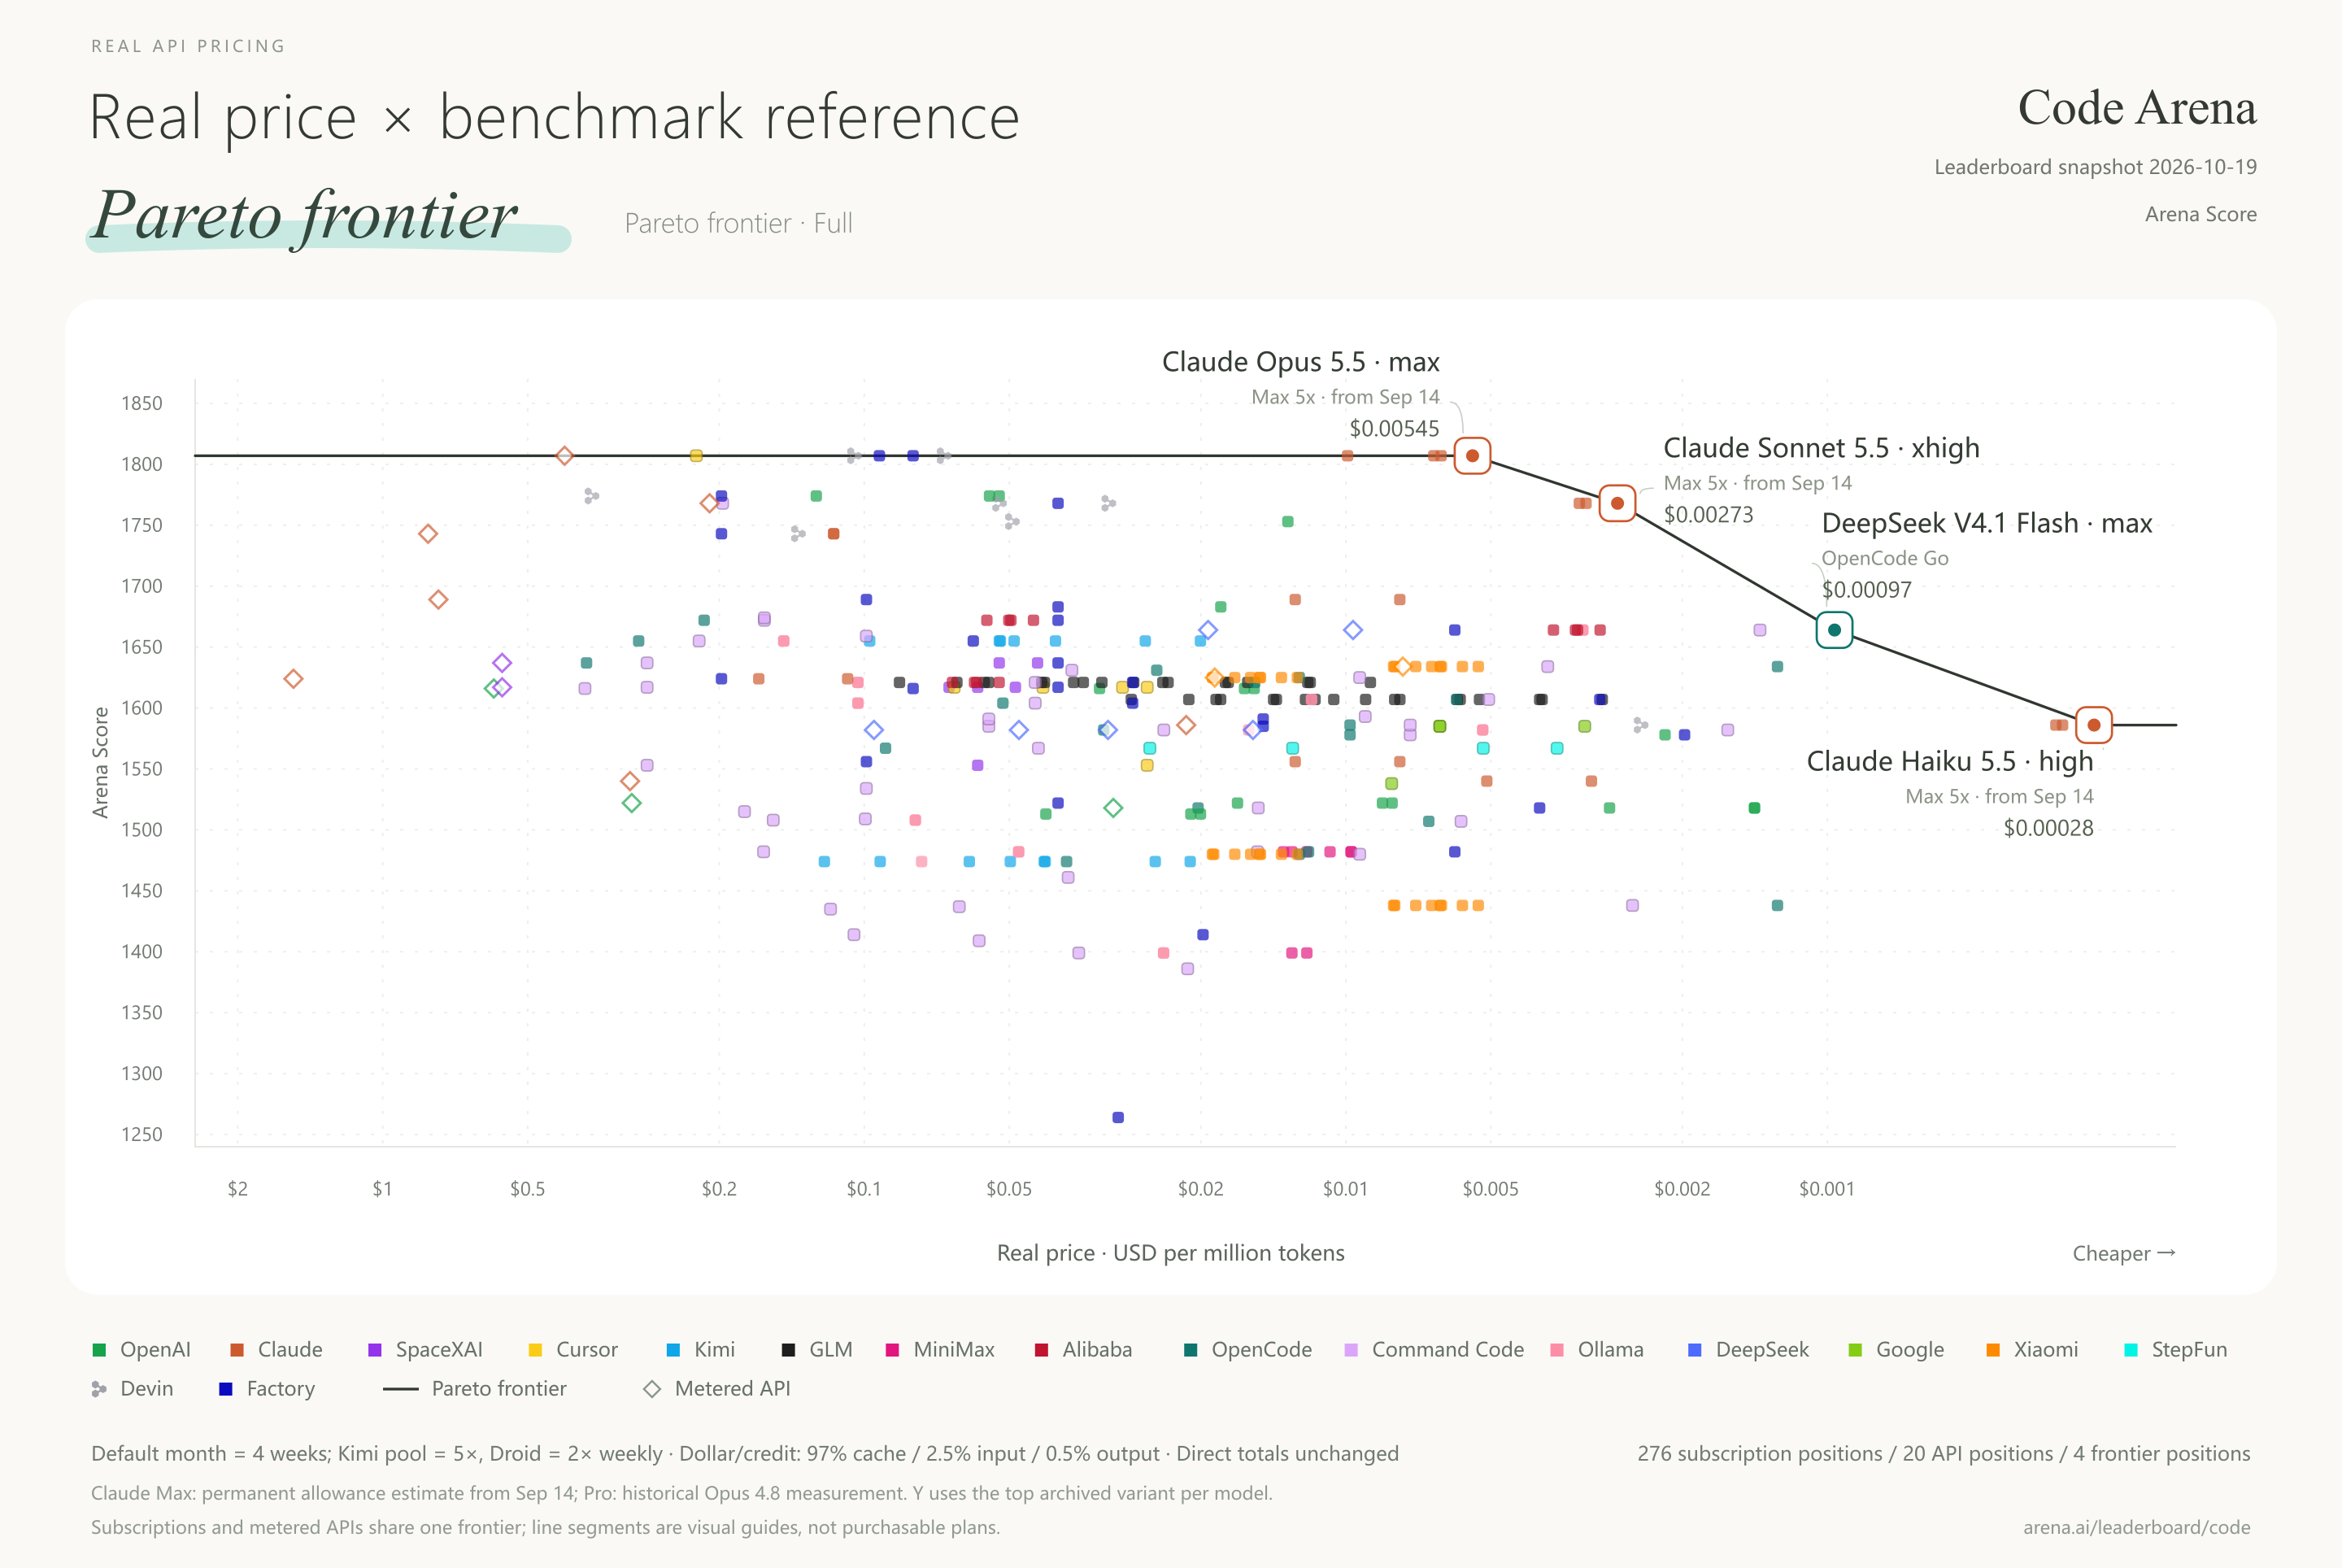 REAL API PRICING
Real price × benchmark reference
Pareto frontier
Pareto frontier · Full
Code Arena
Leaderboard snapshot 2026-10-19
Arena Score
Claude Opus 5.5 · max
Max 5x · from Sep 14
$0.00545
Claude Sonnet 5.5 · xhigh
Max 5x · from Sep 14
$0.00273
DeepSeek V4.1 Flash · max
OpenCode Go
$0.00097
Claude Haiku 5.5 · high
Max 5x · from Sep 14
$0.00028
Arena Score
1850
1800
1750
1700
1650
1600
1550
1500
1450
1400
1350
1300
1250
$2 $1 $0.5 $0.2 $0.1 $0.05 $0.02 $0.01 $0.005 $0.002 $0.001
Real price · USD per million tokens
Cheaper →
OpenAI Claude SpaceXAI Cursor Kimi GLM MiniMax Alibaba OpenCode Command Code Ollama DeepSeek Google Xiaomi StepFun
Devin Factory Pareto frontier Metered API
Default month = 4 weeks; Kimi pool = 5×, Droid = 2× weekly · Dollar/credit: 97% cache / 2.5% input / 0.5% output · Direct totals unchanged
276 subscription positions / 20 API positions / 4 frontier positions
Claude Max: permanent allowance estimate from Sep 14; Pro: historical Opus 4.8 measurement. Y uses the top archived variant per model.
Subscriptions and metered APIs share one frontier; line segments are visual guides, not purchasable plans.
arena.ai/leaderboard/code